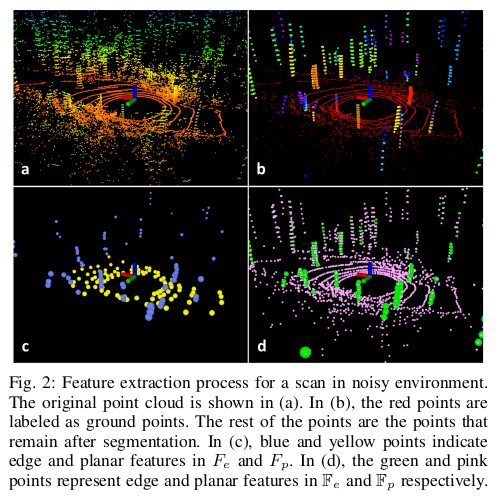 a
b
c
d
Fig. 2: Feature extraction process for a scan in noisy environment.
The original point cloud is shown in (a). In (b), the red points are
labeled as ground points. The rest of the points are the points that
remain after segmentation. In (c), blue and yellow points indicate
edge and planar features in F_e and F_p. In (d), the green and pink
points represent edge and planar features in 𝔽_e and 𝔽_p respectively.